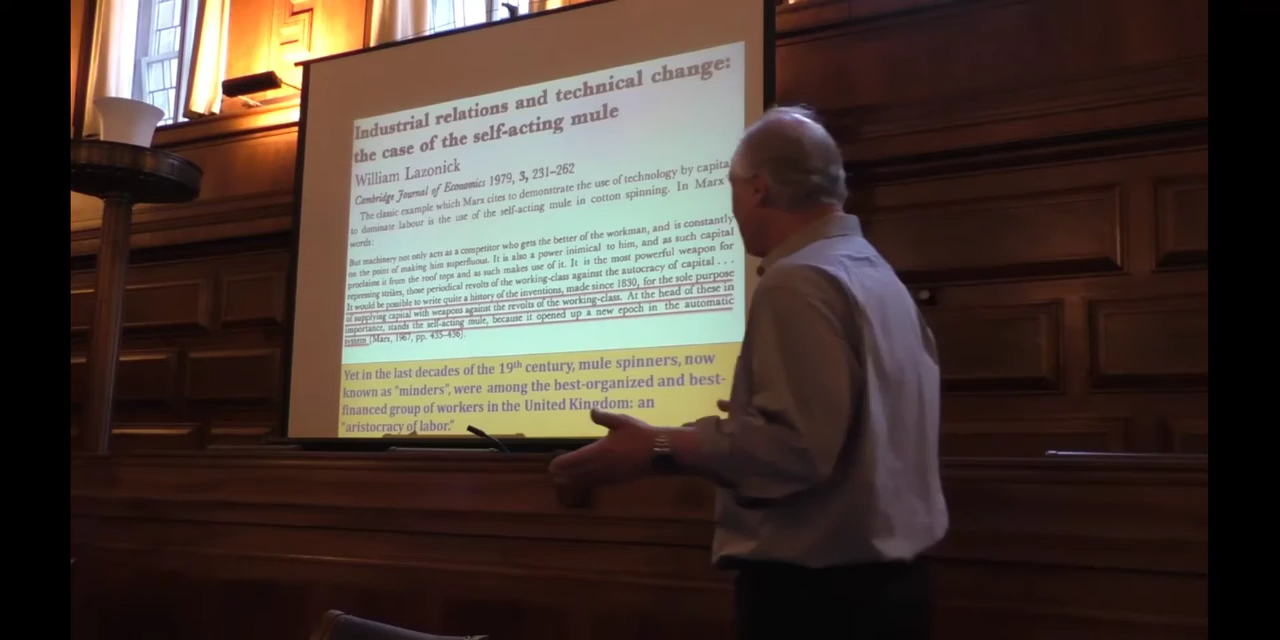 Industrial relations and technical change:
the case of the self-acting mule
William Lazonick
Cambridge Journal of Economics 1979, 3, 231–262
The classic example which Marx cites to demonstrate the use of technology by capita
to dominate labour is the use of the self-acting mule in cotton spinning. In Marx'
words:
But machinery not only acts as a competitor who gets the better of the workman, and is constantly
on the point of making him superfluous. It is also a power inimical to him, and as such capital
proclaims it from the roof tops and as such makes use of it. It is the most powerful weapon for
repressing strikes, those periodical revolts of the working-class against the autocracy of capital . . .
It would be possible to write quite a history of the inventions, made since 1830, for the sole purpose
of supplying capital with weapons against the revolts of the working-class. At the head of these in
importance, stands the self-acting mule, because it opened up a new epoch in the automatic
system (Marx, 1967, pp. 435–436).
Yet in the last decades of the 19th century, mule spinners, now
known as "minders", were among the best-organized and best-
financed group of workers in the United Kingdom: an
"aristocracy of labor."